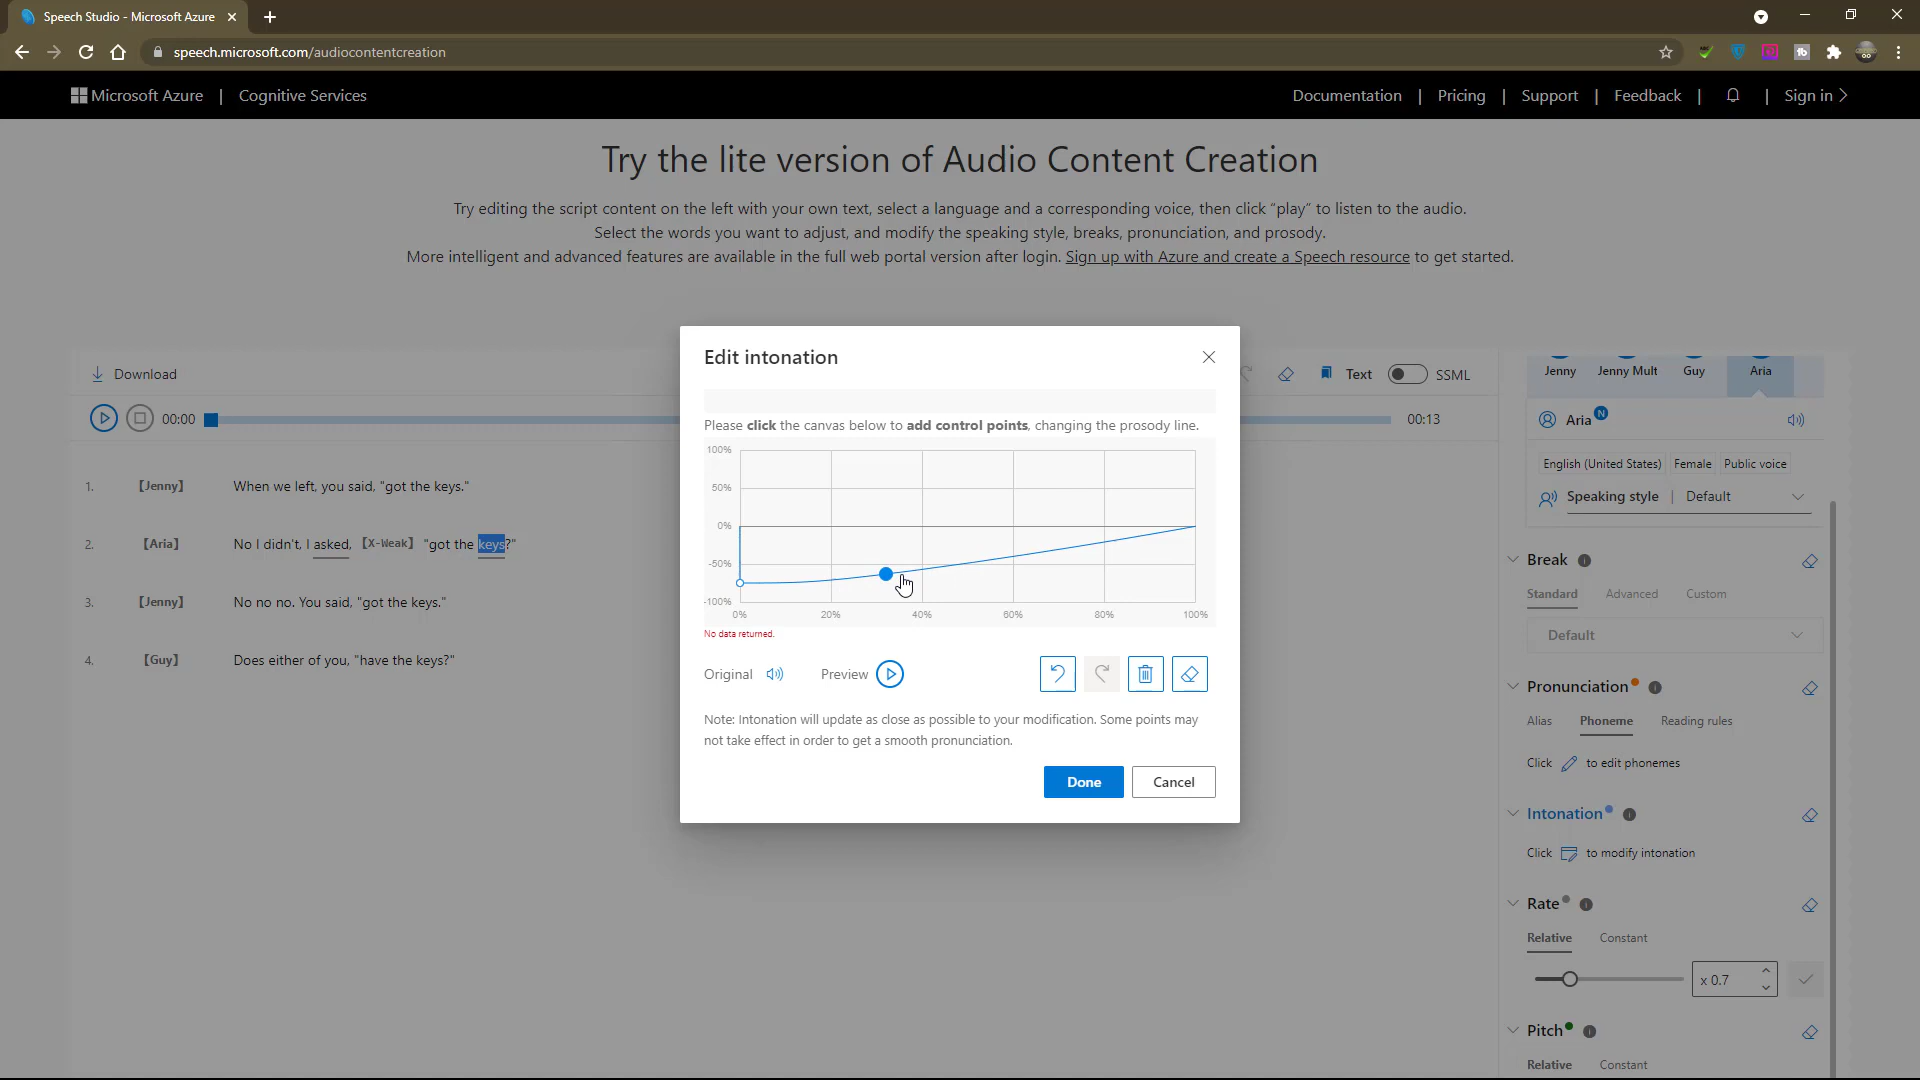 Speech Studio - Microsoft Azure
speech.microsoft.com/audiocontentcreation
Microsoft Azure | Cognitive Services
Documentation | Pricing | Support | Feedback | | Sign in
Try the lite version of Audio Content Creation
Try editing the script content on the left with your own text, select a language and a corresponding voice, then click "play" to listen to the audio.
Select the words you want to adjust, and modify the speaking style, breaks, pronunciation, and prosody.
More intelligent and advanced features are available in the full web portal version after login. Sign up with Azure and create a Speech resource to get started.
Download
Text SSML
00:00
00:13
1. [Jenny] When we left, you said, "got the keys."
2. [Aria] No I didn't, I asked, [X-Weak] "got the keys?"
3. [Jenny] No no no. You said, "got the keys."
4. [Guy] Does either of you, "have the keys?"
Edit intonation
Please click the canvas below to add control points, changing the prosody line.
100%
50%
0%
-50%
-100%
0% 20% 40% 60% 80% 100%
No data returned.
Original Preview
Note: Intonation will update as close as possible to your modification. Some points may
not take effect in order to get a smooth pronunciation.
Done Cancel
Jenny Jenny Mult Guy Aria
Aria N
English (United States) Female Public voice
Speaking style | Default
Break
Standard Advanced Custom
Default
Pronunciation
Alias Phoneme Reading rules
Click to edit phonemes
Intonation
Click to modify intonation
Rate
Relative Constant
x 0.7
Pitch
Relative Constant